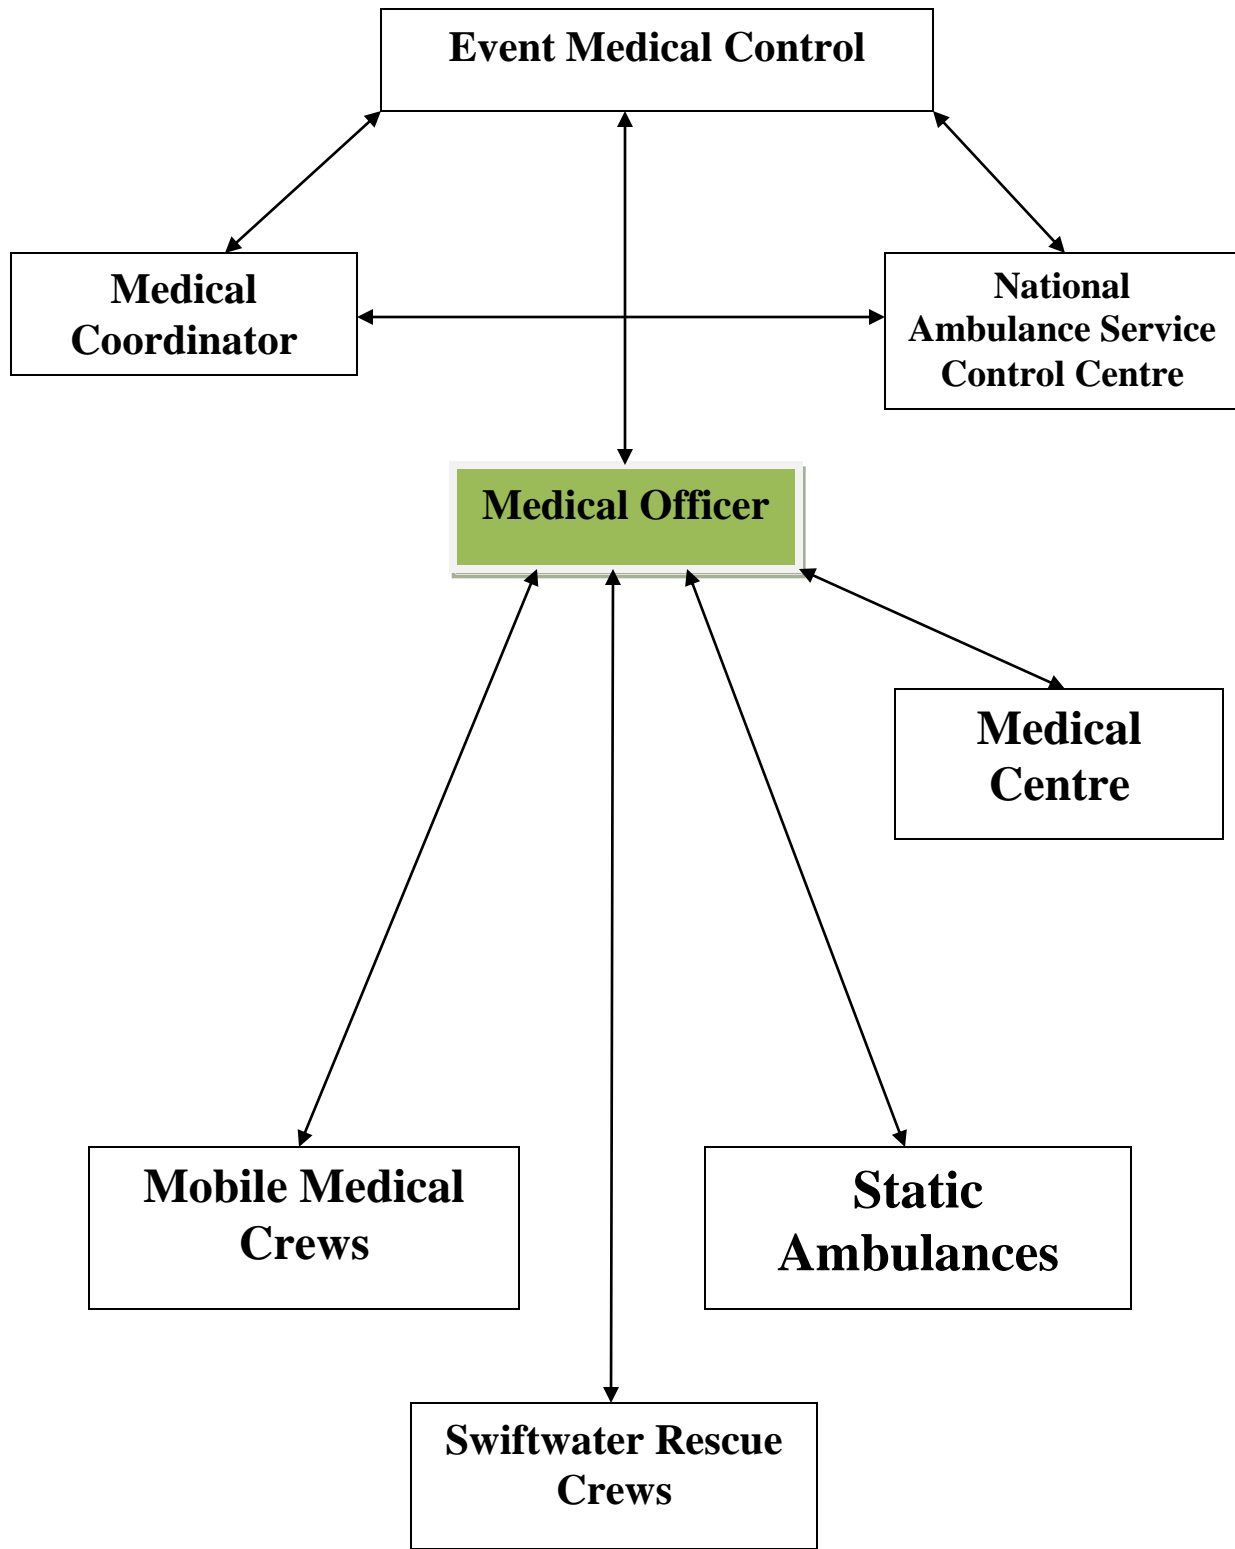 Event Medical Control
Medical
Coordinator
National
Ambulance Service
Control Centre
Medical Officer
Medical
Centre
Mobile Medical
Crews
Static
Ambulances
Swiftwater Rescue
Crews